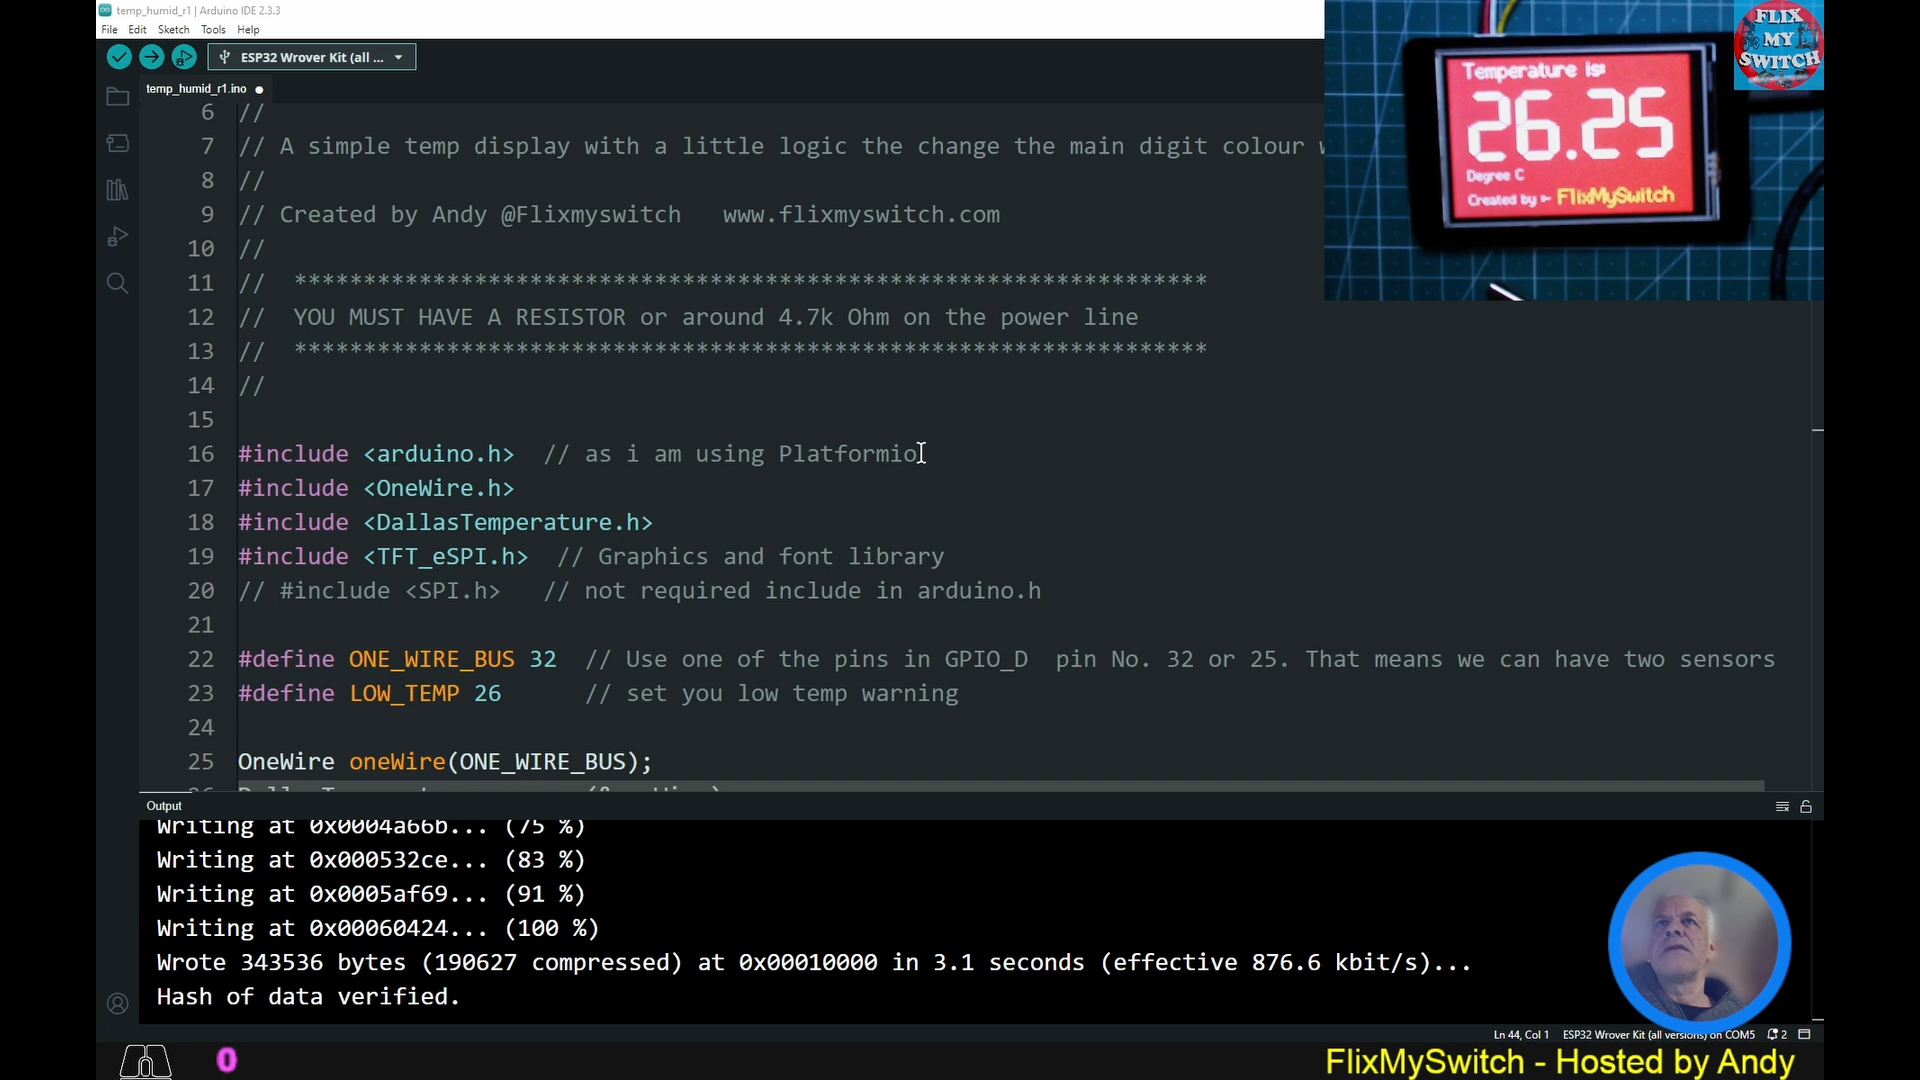 temp_humid_r1 | Arduino IDE 2.3.3
File Edit Sketch Tools Help
ESP32 Wrover Kit (all ...
temp_humid_r1.ino
6 //
7 // A simple temp display with a little logic the change the main digit colour
8 //
9 // Created by Andy @Flixmyswitch www.flixmyswitch.com
10 //
11 // ******************************************************************
12 // YOU MUST HAVE A RESISTOR or around 4.7k Ohm on the power line
13 // ******************************************************************
14 //
15
16 #include <arduino.h> // as i am using Platformio
17 #include <OneWire.h>
18 #include <DallasTemperature.h>
19 #include <TFT_eSPI.h> // Graphics and font library
20 // #include <SPI.h> // not required include in arduino.h
21
22 #define ONE_WIRE_BUS 32 // Use one of the pins in GPIO_D pin No. 32 or 25. That means we can have two sensors
23 #define LOW_TEMP 26 // set you low temp warning
24
25 OneWire oneWire(ONE_WIRE_BUS);
Output
Writing at 0x0004a66b... (75 %)
Writing at 0x000532ce... (83 %)
Writing at 0x0005af69... (91 %)
Writing at 0x00060424... (100 %)
Wrote 343536 bytes (190627 compressed) at 0x00010000 in 3.1 seconds (effective 876.6 kbit/s)...
Hash of data verified.
Ln 44, Col 1 ESP32 Wrover Kit (all versions) on COM5 2
0
FlixMySwitch - Hosted by Andy
Temperature is:
26.25
Degree C
Created by :- FlixMySwitch
FLIX
MY
SWITCH